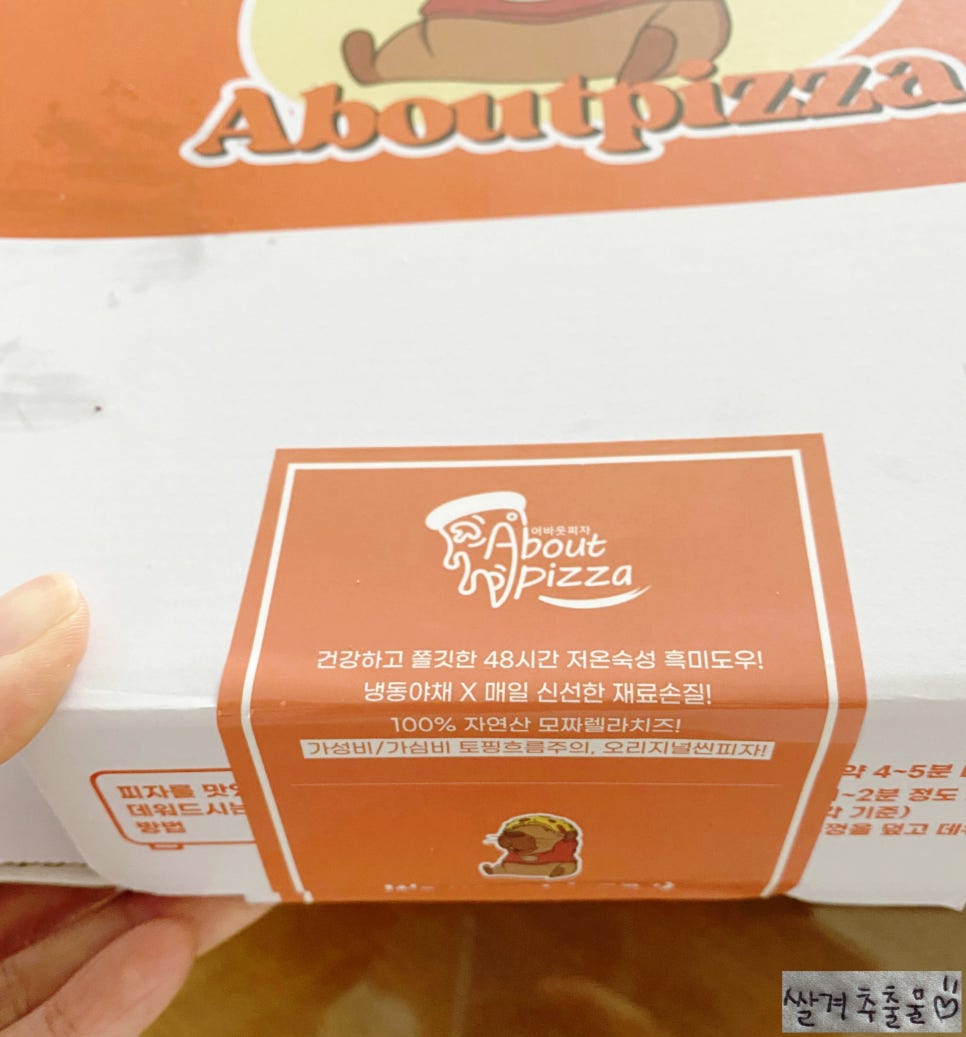 Aboutpizza
어바웃피자
About
pizza
건강하고 쫄깃한 48시간 저온숙성 흑미도우!
냉동야채 X 매일 신선한 재료손질!
100% 자연산 모짜렐라치즈!
가성비/가심비 토핑흐름주의, 오리지널씬피자!
피자를
데워드시는
방법
약 4~5분
~2분 정도
기준)
덮고
쌀겨추출물